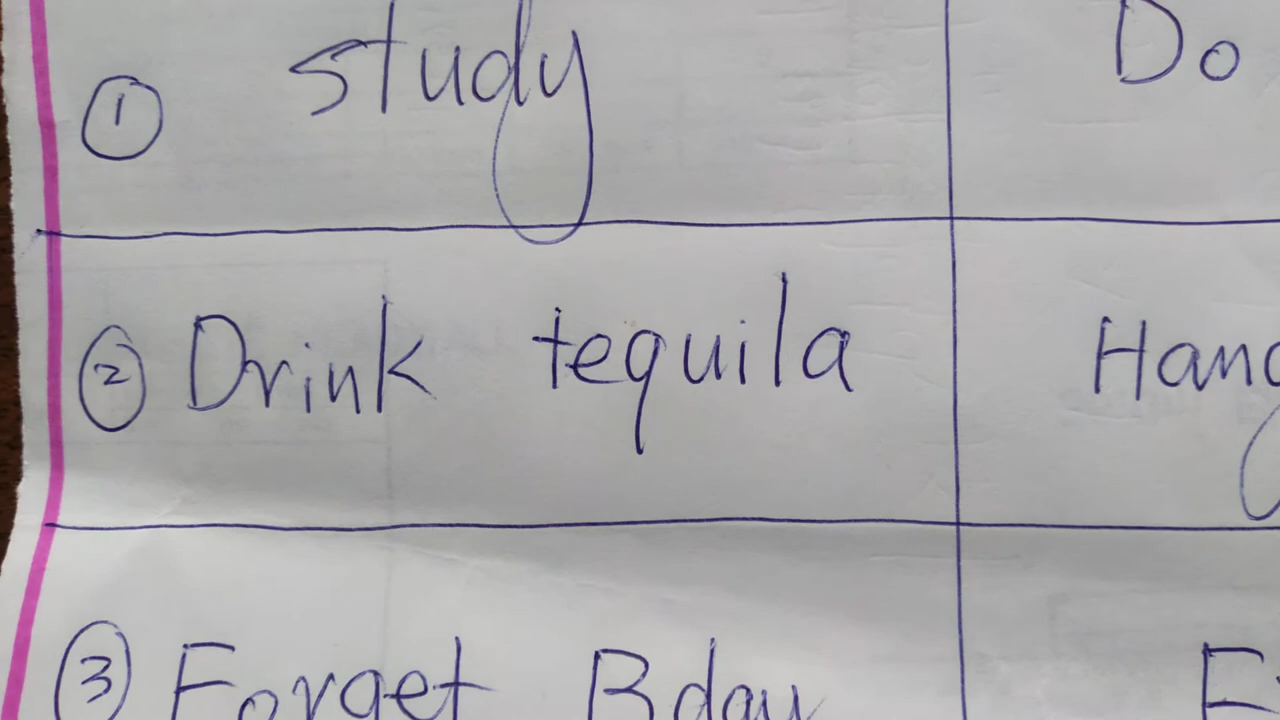 ① study Do
② Drink tequila
③ Forget Bday